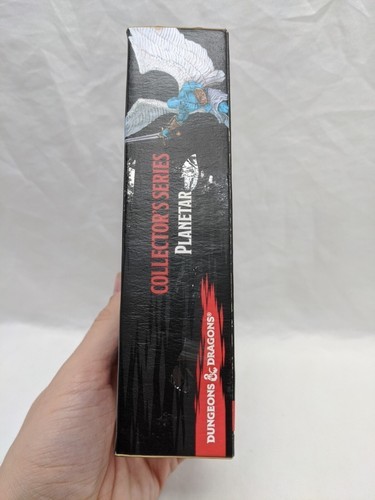 COLLECTOR'S SERIES
PLANETAR
DUNGEONS & DRAGONS®